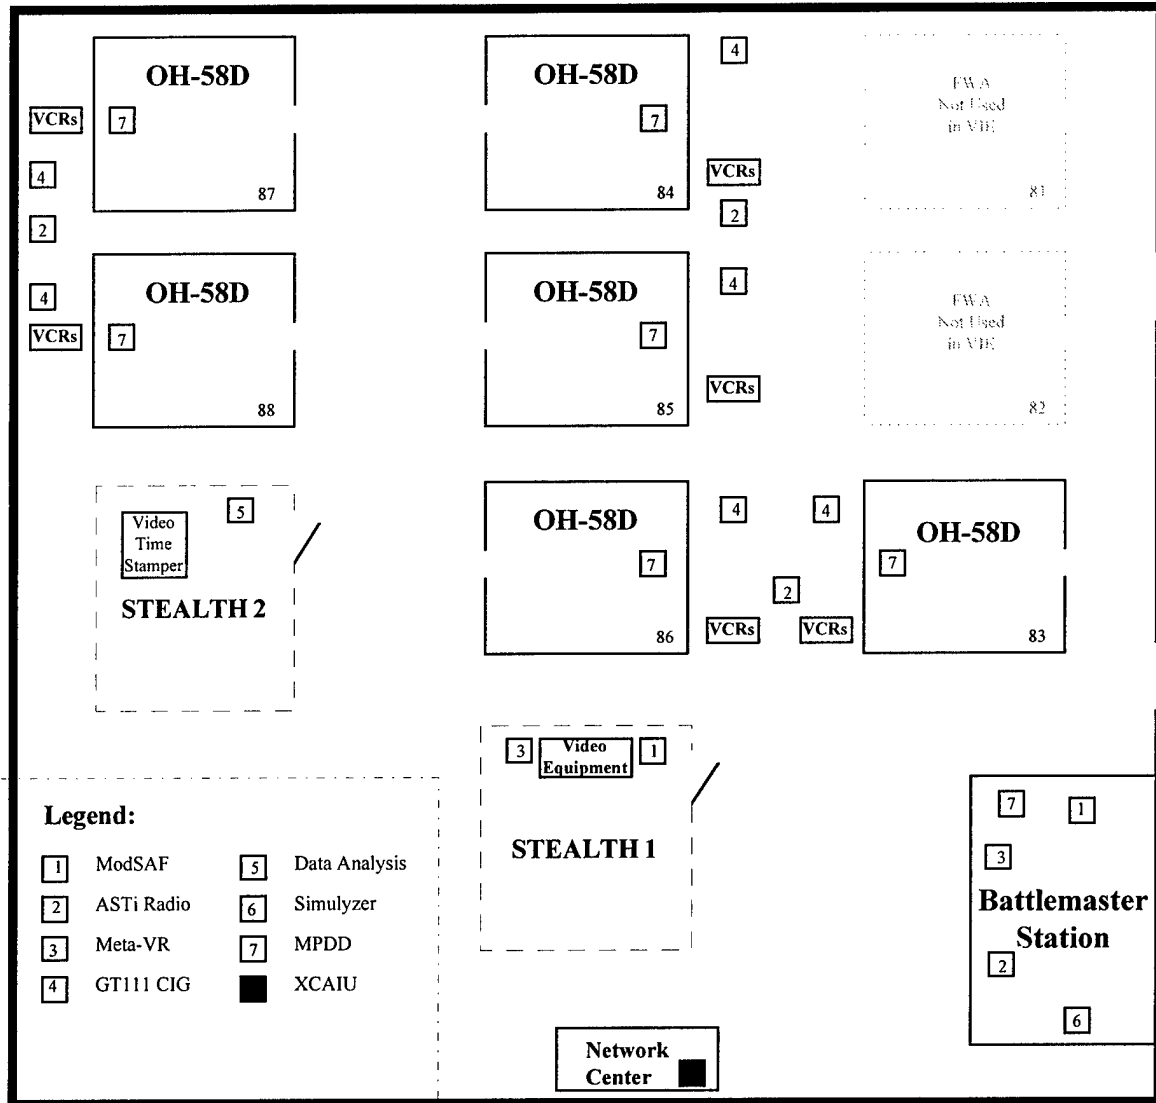 OH-58D
VCRs
7
4
87
2
OH-58D
4
VCRs
7
88
OH-58D
7
84
4
VCRs
2
OH-58D
7
85
4
VCRs
FWA
Not Used
in VIE
81
FWA
Not Used
in VIE
82
5
Video
Time
Stamper
STEALTH 2
OH-58D
7
86
4
4
2
VCRs
VCRs
OH-58D
7
83
3
Video
Equipment
1
STEALTH 1
7
1
3
Battlemaster
Station
2
6
Network
Center
Legend:
1 ModSAF
2 ASTi Radio
3 Meta-VR
4 GT111 CIG
5 Data Analysis
6 Simulyzer
7 MPDD
XCAIU